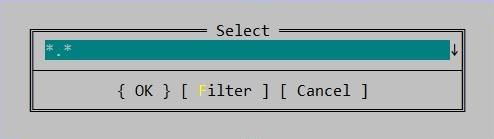 Select
*.* ↓
{ OK } [ Filter ] [ Cancel ]